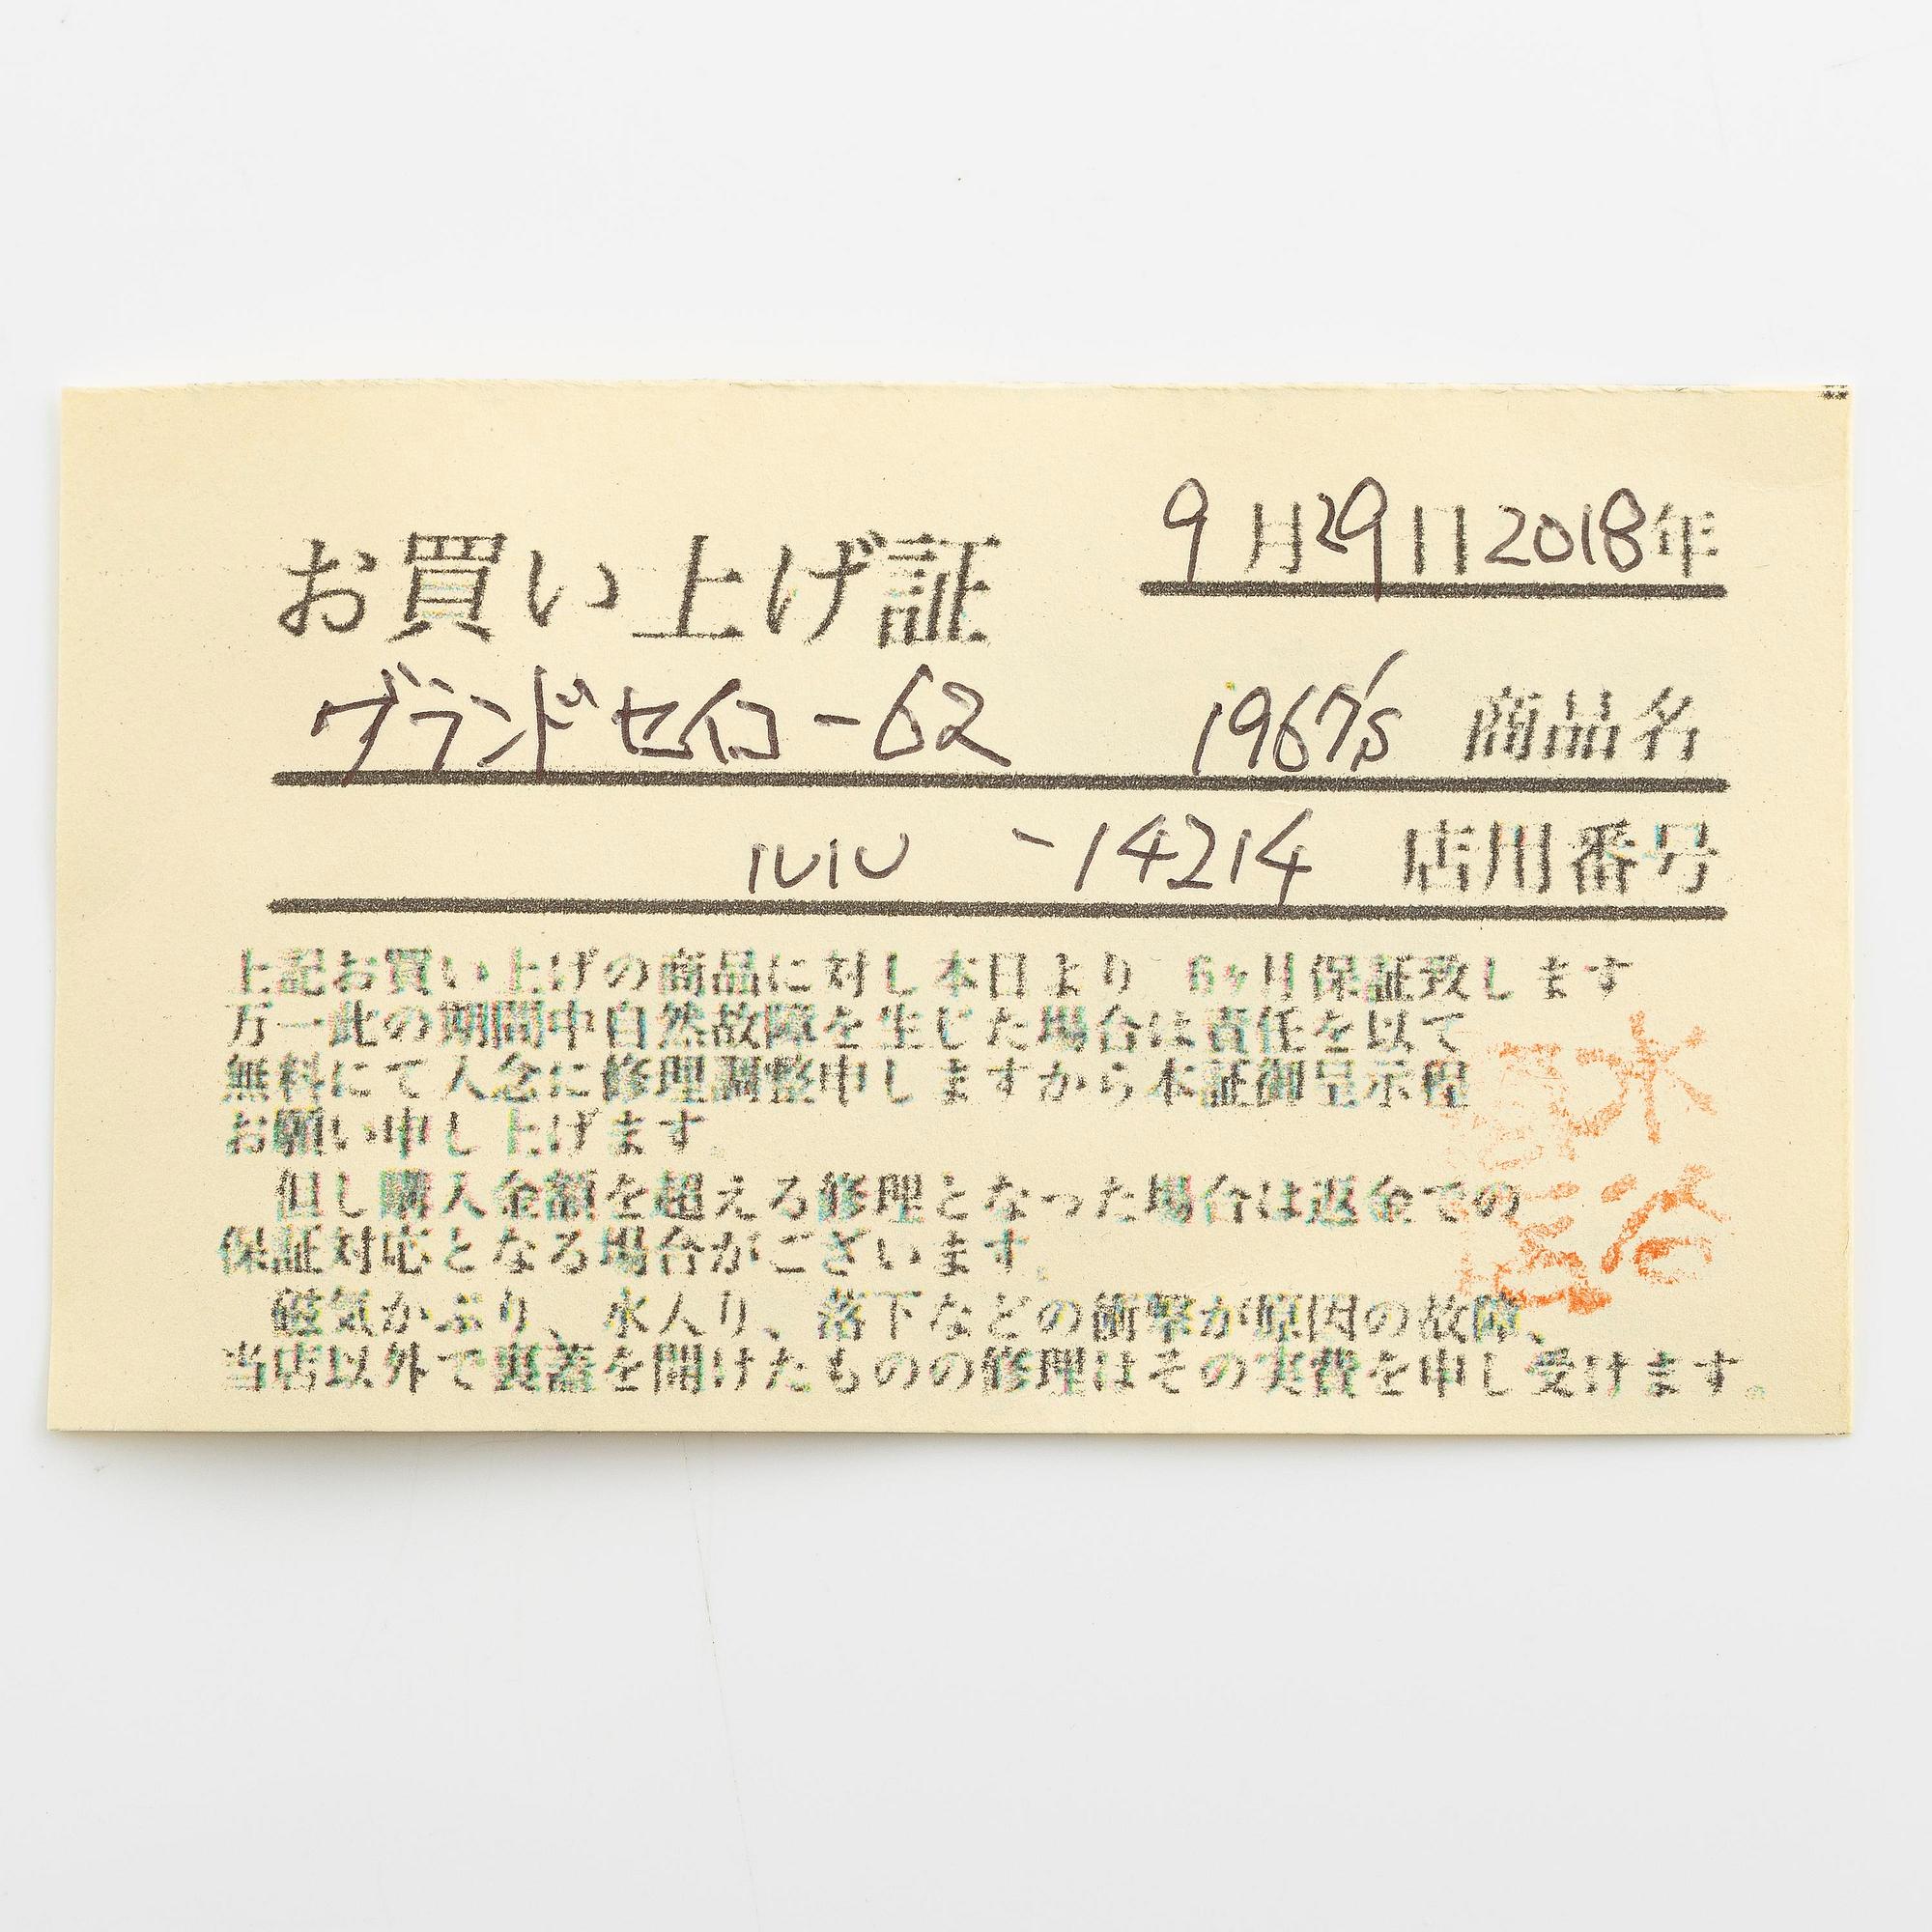 9月29日2018年
お買い上げ証
グランドセイコー62 1967's 商品名
-14214 店用番号
上記お買い上げの商品に対し本日より 6ヶ月保証致します
万一此の期間中自然故障を生じた場合は責任を以て
無料にて入念に修理調整申しますから本証御呈示程
お願い申し上げます。
但し購入金額を超える修理となった場合は返金での
保証対応となる場合がございます。
磁気かぶり、水入り、落下などの衝撃が原因の故障、
当店以外で裏蓋を開けたものの修理はその実費を申し受けます。